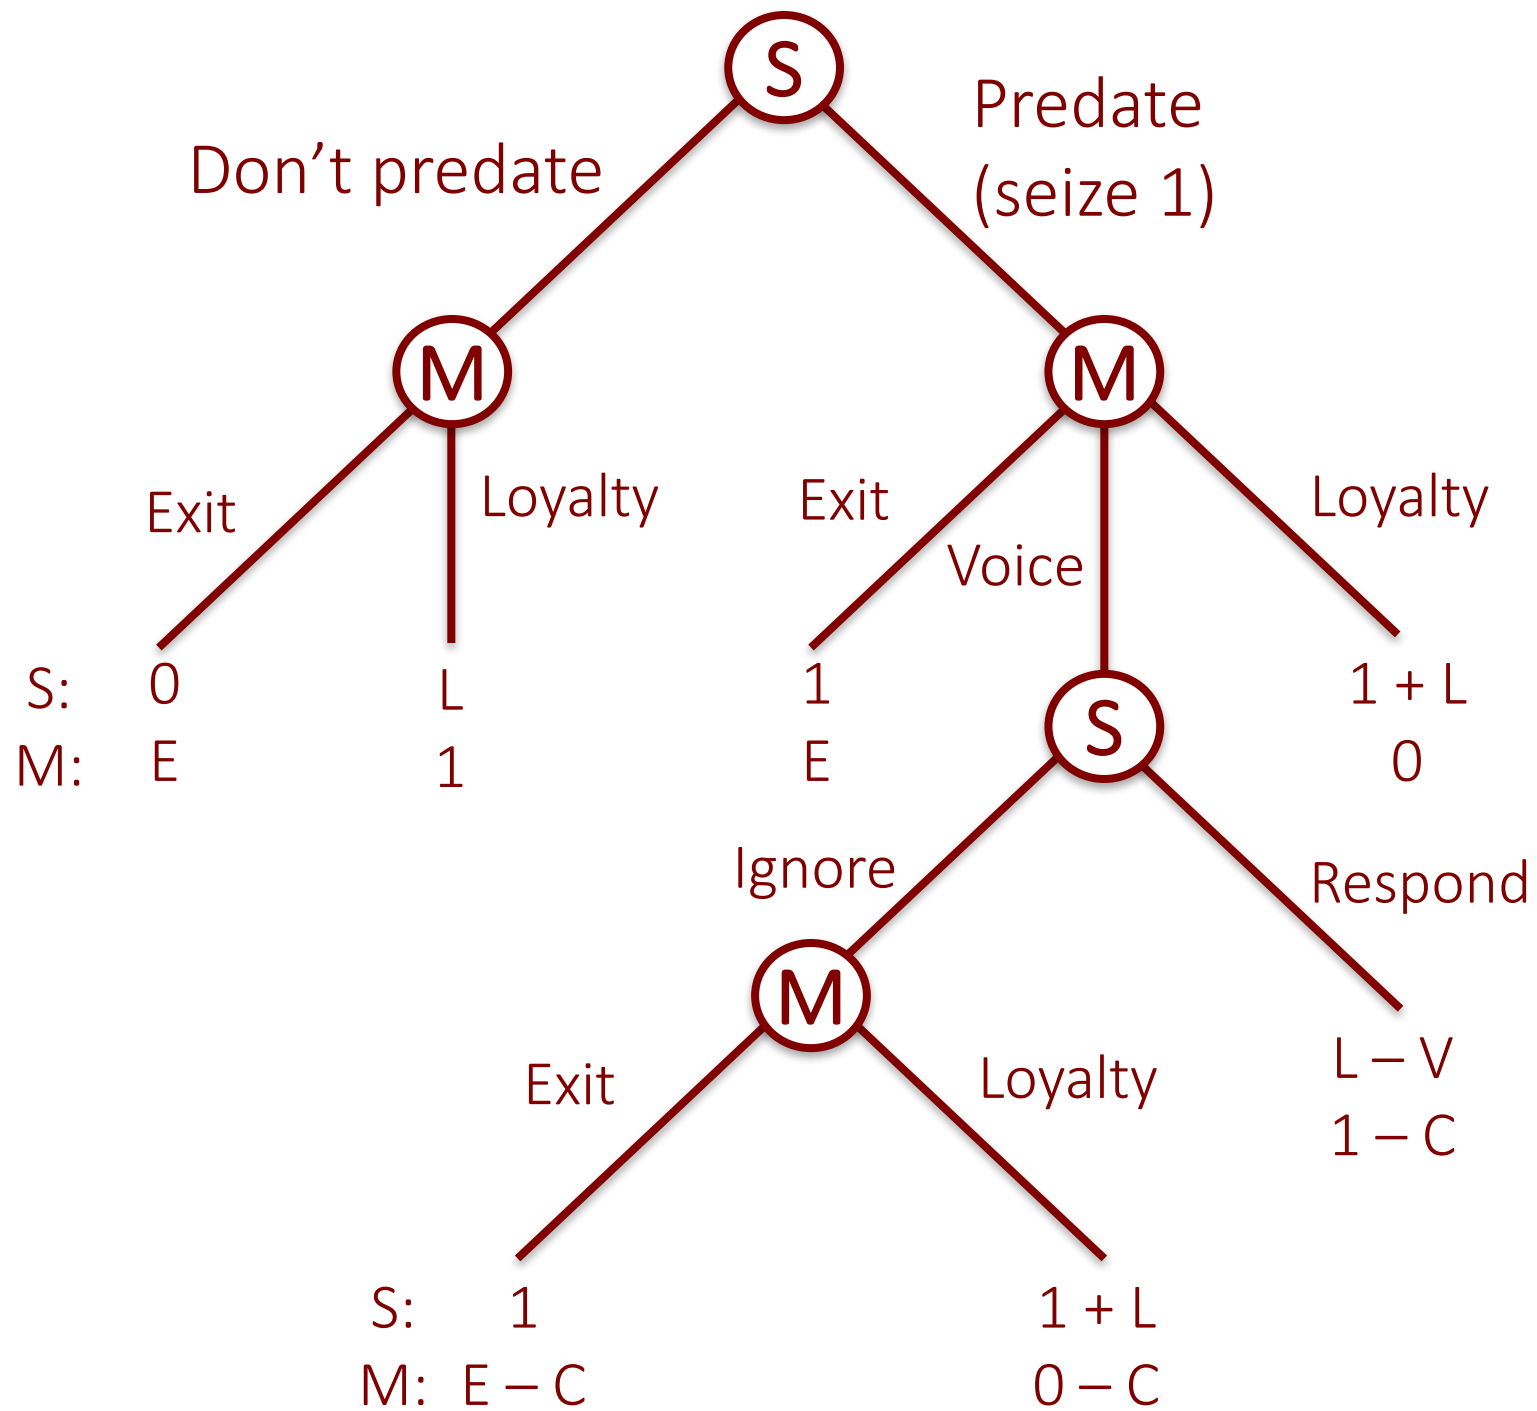 S
Predate
(seize 1)
Don’t predate
M
M
Exit
Loyalty
Exit
Voice
Loyalty
S: 0 L 1 1 + L
M: E 1 E 0
S
Ignore
Respond
M
L – V
1 – C
Exit
Loyalty
S: 1 1 + L
M: E – C 0 – C